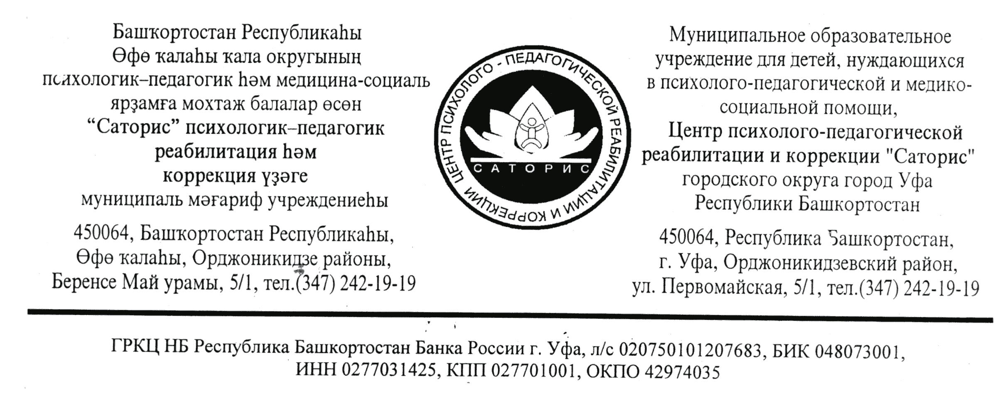 Башҡортостан Республикаһы
Өфө ҡалаһы ҡала округының
психологик–педагогик һәм медицина-социаль
ярҙамға мохтаж балалар өсөн
“Саторис” психологик–педагогик
реабилитация һәм
коррекция үҙәге
муниципаль мәғариф учреждениеһы
450064, Башҡортостан Республикаһы,
Өфө ҡалаһы, Орджоникидзе районы,
Беренсе Май урамы, 5/1, тел.(347) 242-19-19
ЦЕНТР ПСИХОЛОГО - ПЕДАГОГИЧЕСКОЙ РЕАБИЛИТАЦИИ И КОРРЕКЦИИ
САТОРИС
Муниципальное образовательное
учреждение для детей, нуждающихся
в психолого-педагогической и медико-
социальной помощи,
Центр психолого-педагогической
реабилитации и коррекции "Саторис"
городского округа город Уфа
Республики Башкортостан
450064, Республика Башкортостан,
г. Уфа, Орджоникидзевский район,
ул. Первомайская, 5/1, тел.(347) 242-19-19
ГРКЦ НБ Республика Башкортостан Банка России г. Уфа, л/с 020750101207683, БИК 048073001,
ИНН 0277031425, КПП 027701001, ОКПО 42974035